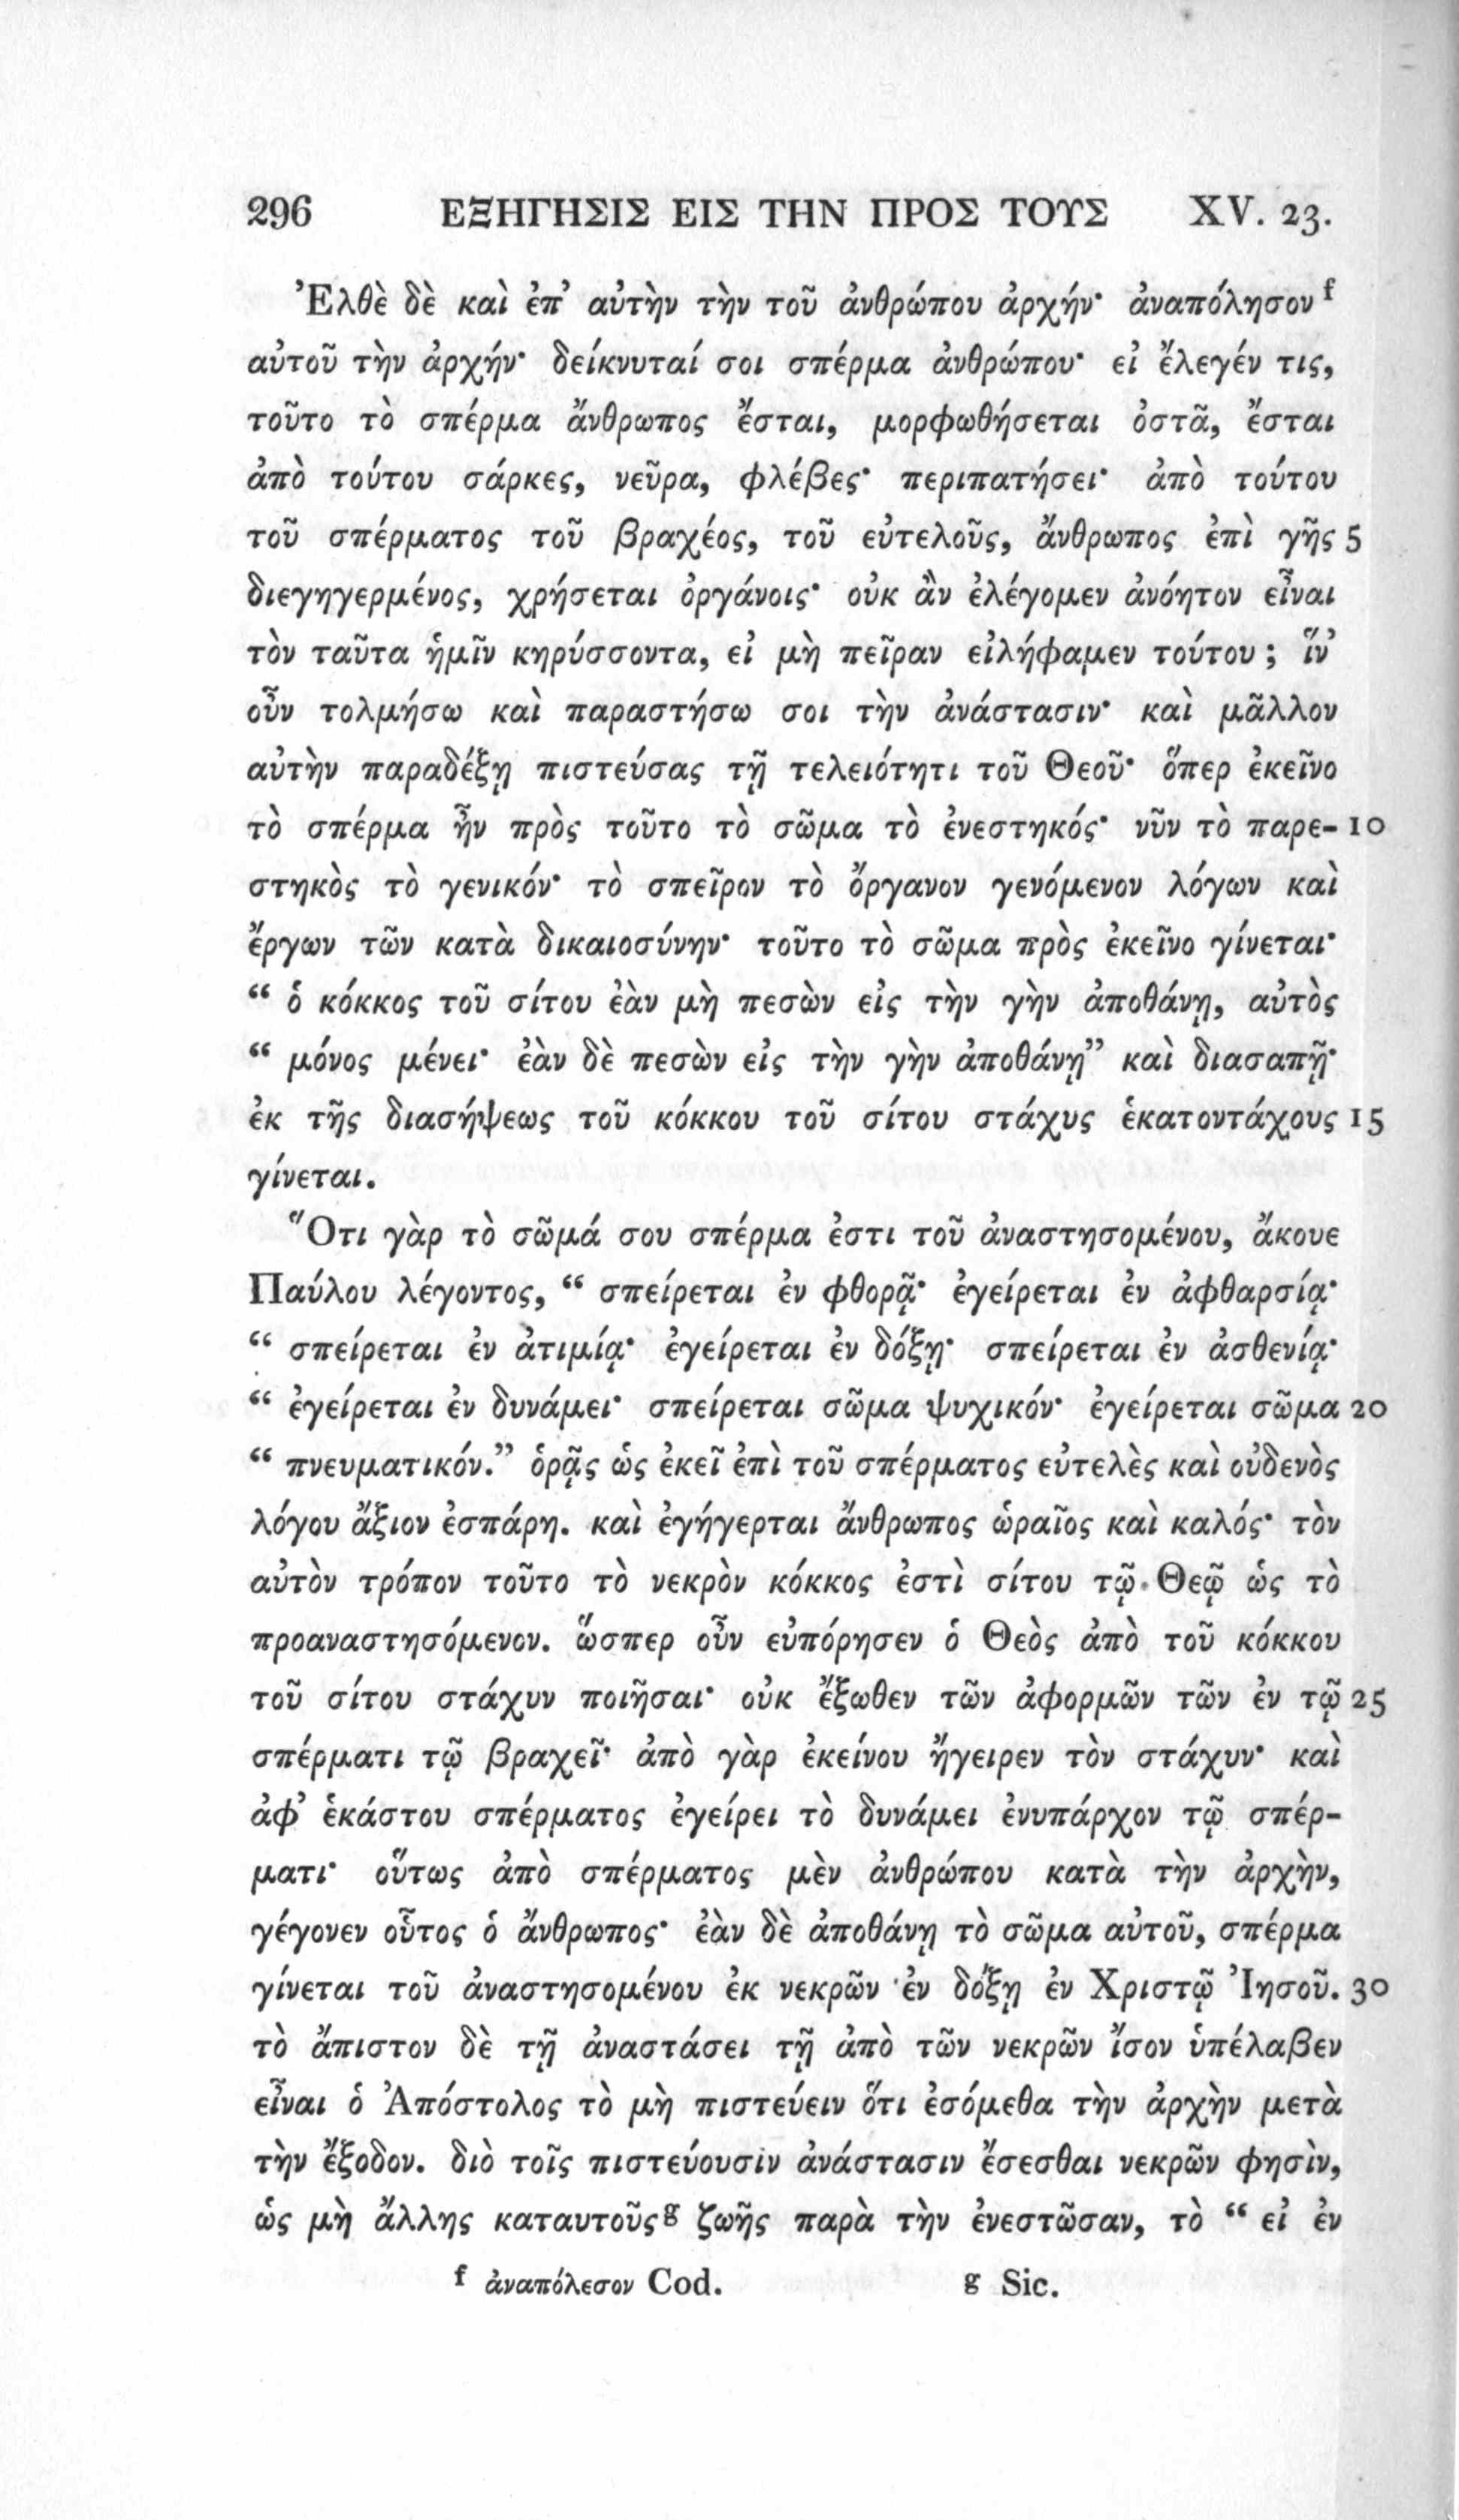 296 ΕΞΗΓΗΣΙΣ ΕΙΣ ΤΗΝ ΠΡΟΣ ΤΟΥΣ XV. 23.
Ἐλθὲ δὲ καὶ ἐπ’ αὐτὴν τὴν τοῦ ἀνθρώπου ἀρχήν· ἀναπόλησον f
αὐτοῦ τὴν ἀρχήν· δείκνυταί σοι σπέρμα ἀνθρώπου· εἰ ἔλεγέν τις,
τοῦτο τὸ σπέρμα ἄνθρωπος ἔσται, μορφωθήσεται ὀστᾶ, ἔσται
ἀπὸ τούτου σάρκες, νεῦρα, φλέβες· περιπατήσει· ἀπὸ τούτου
τοῦ σπέρματος τοῦ βραχέος, τοῦ εὐτελοῦς, ἄνθρωπος ἐπὶ γῆς 5
διεγηγερμένος, χρήσεται ὀργάνοις· οὐκ ἂν ἐλέγομεν ἀνόητον εἶναι
τὸν ταῦτα ἡμῖν κηρύσσοντα, εἰ μὴ πεῖραν εἰλήφαμεν τούτου ; ἵν’
οὖν τολμήσω καὶ παραστήσω σοι τὴν ἀνάστασιν· καὶ μᾶλλον
αὐτὴν παραδέξῃ πιστεύσας τῇ τελειότητι τοῦ Θεοῦ· ὅπερ ἐκεῖνο
τὸ σπέρμα ἦν πρὸς τοῦτο τὸ σῶμα τὸ ἐνεστηκός· νῦν τὸ παρε- 10
στηκὸς τὸ γενικόν· τὸ σπεῖρον τὸ ὄργανον γενόμενον λόγων καὶ
ἔργων τῶν κατὰ δικαιοσύνην· τοῦτο τὸ σῶμα πρὸς ἐκεῖνο γίνεται·
“ ὁ κόκκος τοῦ σίτου ἐὰν μὴ πεσὼν εἰς τὴν γὴν ἀποθάνῃ, αὐτὸς
“ μόνος μένει· ἐὰν δὲ πεσὼν εἰς τὴν γὴν ἀποθάνῃ” καὶ διασαπῇ·
ἐκ τῆς διασήψεως τοῦ κόκκου τοῦ σίτου στάχυς ἑκατοντάχους 15
γίνεται.
Ὅτι γὰρ τὸ σῶμά σου σπέρμα ἐστι τοῦ ἀναστησομένου, ἄκουε
Παύλου λέγοντος, “ σπείρεται ἐν φθορᾷ· ἐγείρεται ἐν ἀφθαρσίᾳ·
“ σπείρεται ἐν ἀτιμίᾳ· ἐγείρεται ἐν δόξῃ· σπείρεται ἐν ἀσθενίᾳ·
“ ἐγείρεται ἐν δυνάμει· σπείρεται σῶμα ψυχικόν· ἐγείρεται σῶμα 20
“ πνευματικόν.” ὁρᾷς ὡς ἐκεῖ ἐπὶ τοῦ σπέρματος εὐτελὲς καὶ οὐδενὸς
λόγου ἄξιον ἐσπάρη. καὶ ἐγήγερται ἄνθρωπος ὡραῖος καὶ καλός· τὸν
αὐτὸν τρόπον τοῦτο τὸ νεκρὸν κόκκος ἐστὶ σίτου τῷ Θεῷ ὡς τὸ
προαναστησόμενον. ὥσπερ οὖν εὐπόρησεν ὁ Θεὸς ἀπὸ τοῦ κόκκου
τοῦ σίτου στάχυν ποιῆσαι· οὐκ ἔξωθεν τῶν ἀφορμῶν τῶν ἐν τῷ 25
σπέρματι τῷ βραχεῖ· ἀπὸ γὰρ ἐκείνου ἤγειρεν τὸν στάχυν· καὶ
ἀφ’ ἑκάστου σπέρματος ἐγείρει τὸ δυνάμει ἐνυπάρχον τῷ σπέρ-
ματι· οὕτως ἀπὸ σπέρματος μὲν ἀνθρώπου κατὰ τὴν ἀρχὴν,
γέγονεν οὗτος ὁ ἄνθρωπος· ἐὰν δὲ ἀποθάνῃ τὸ σῶμα αὐτοῦ, σπέρμα
γίνεται τοῦ ἀναστησομένου ἐκ νεκρῶν ἐν δόξῃ ἐν Χριστῷ Ἰησοῦ. 30
τὸ ἄπιστον δὲ τῇ ἀναστάσει τῇ ἀπὸ τῶν νεκρῶν ἴσον ὑπέλαβεν
εἶναι ὁ Ἀπόστολος τὸ μὴ πιστεύειν ὅτι ἐσόμεθα τὴν ἀρχὴν μετὰ
τὴν ἔξοδον. διὸ τοῖς πιστεύουσιν ἀνάστασιν ἔσεσθαι νεκρῶν φησὶν,
ὡς μὴ ἄλλης καταυτοῦς g ζωῆς παρὰ τὴν ἐνεστῶσαν, τὸ “ εἰ ἐν
f ἀναπόλεσον Cod. g Sic.